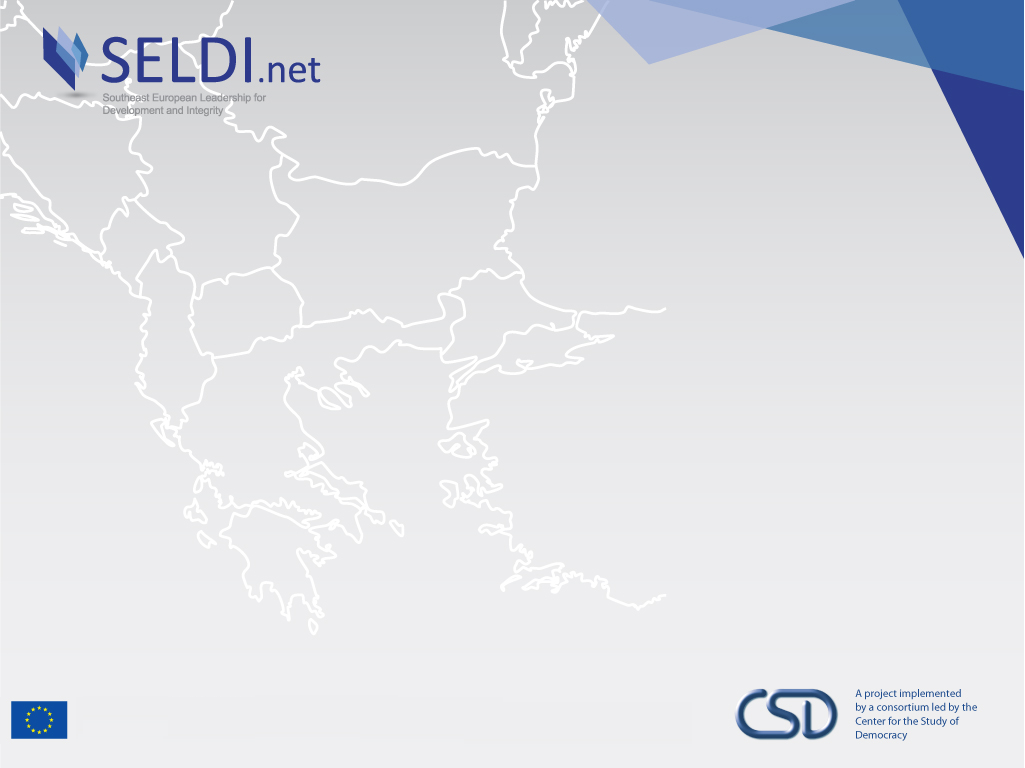 SELDI.net
Southeast European Leadership for
Development and Integrity
CSD
A project implemented
by a consortium led by the
Center for the Study of
Democracy